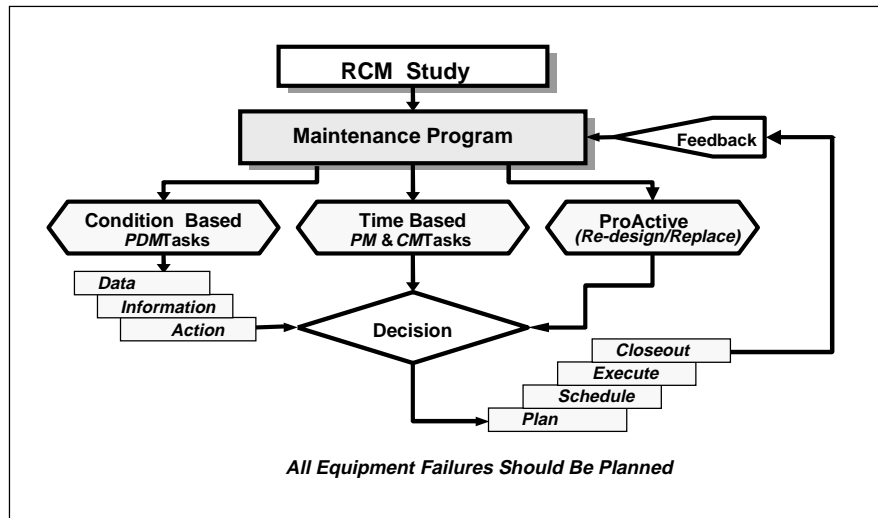 RCM Study
Maintenance Program
Feedback
Condition Based
PDMTasks
Time Based
PM & CMTasks
ProActive
(Re-design/Replace)
Data
Information
Action
Decision
Closeout
Execute
Schedule
Plan
All Equipment Failures Should Be Planned